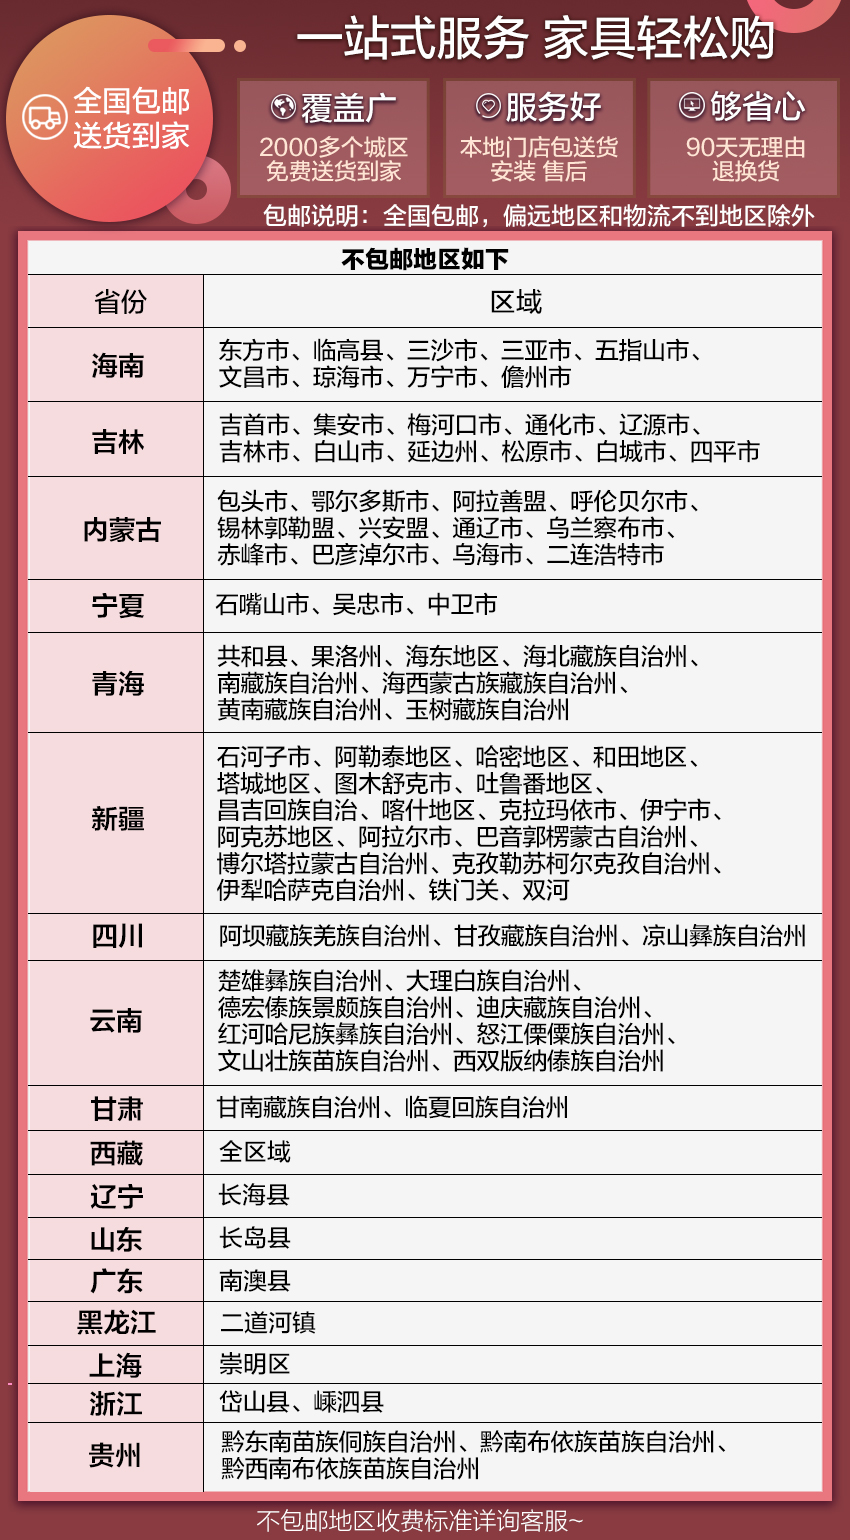 一站式服务 家具轻松购
全国包邮
送货到家
覆盖广
2000多个城区
免费送货到家
服务好
本地门店包送货
安装 售后
够省心
90天无理由
退换货
包邮说明：全国包邮，偏远地区和物流不到地区除外
不包邮地区如下
省份 区域
海南
东方市、临高县、三沙市、三亚市、五指山市、
文昌市、琼海市、万宁市、儋州市
吉林
吉首市、集安市、梅河口市、通化市、辽源市、
吉林市、白山市、延边州、松原市、白城市、四平市
内蒙古
包头市、鄂尔多斯市、阿拉善盟、呼伦贝尔市、
锡林郭勒盟、兴安盟、通辽市、乌兰察布市、
赤峰市、巴彦淖尔市、乌海市、二连浩特市
宁夏
石嘴山市、吴忠市、中卫市
青海
共和县、果洛州、海东地区、海北藏族自治州、
南藏族自治州、海西蒙古族藏族自治州、
黄南藏族自治州、玉树藏族自治州
新疆
石河子市、阿勒泰地区、哈密地区、和田地区、
塔城地区、图木舒克市、吐鲁番地区、
昌吉回族自治、喀什地区、克拉玛依市、伊宁市、
阿克苏地区、阿拉尔市、巴音郭楞蒙古自治州、
博尔塔拉蒙古自治州、克孜勒苏柯尔克孜自治州、
伊犁哈萨克自治州、铁门关、双河
四川
阿坝藏族羌族自治州、甘孜藏族自治州、凉山彝族自治州
云南
楚雄彝族自治州、大理白族自治州、
德宏傣族景颇族自治州、迪庆藏族自治州、
红河哈尼族彝族自治州、怒江傈僳族自治州、
文山壮族苗族自治州、西双版纳傣族自治州
甘肃
甘南藏族自治州、临夏回族自治州
西藏
全区域
辽宁
长海县
山东
长岛县
广东
南澳县
黑龙江
二道河镇
上海
崇明区
浙江
岱山县、嵊泗县
贵州
黔东南苗族侗族自治州、黔南布依族苗族自治州、
黔西南布依族苗族自治州
不包邮地区收费标准详询客服~